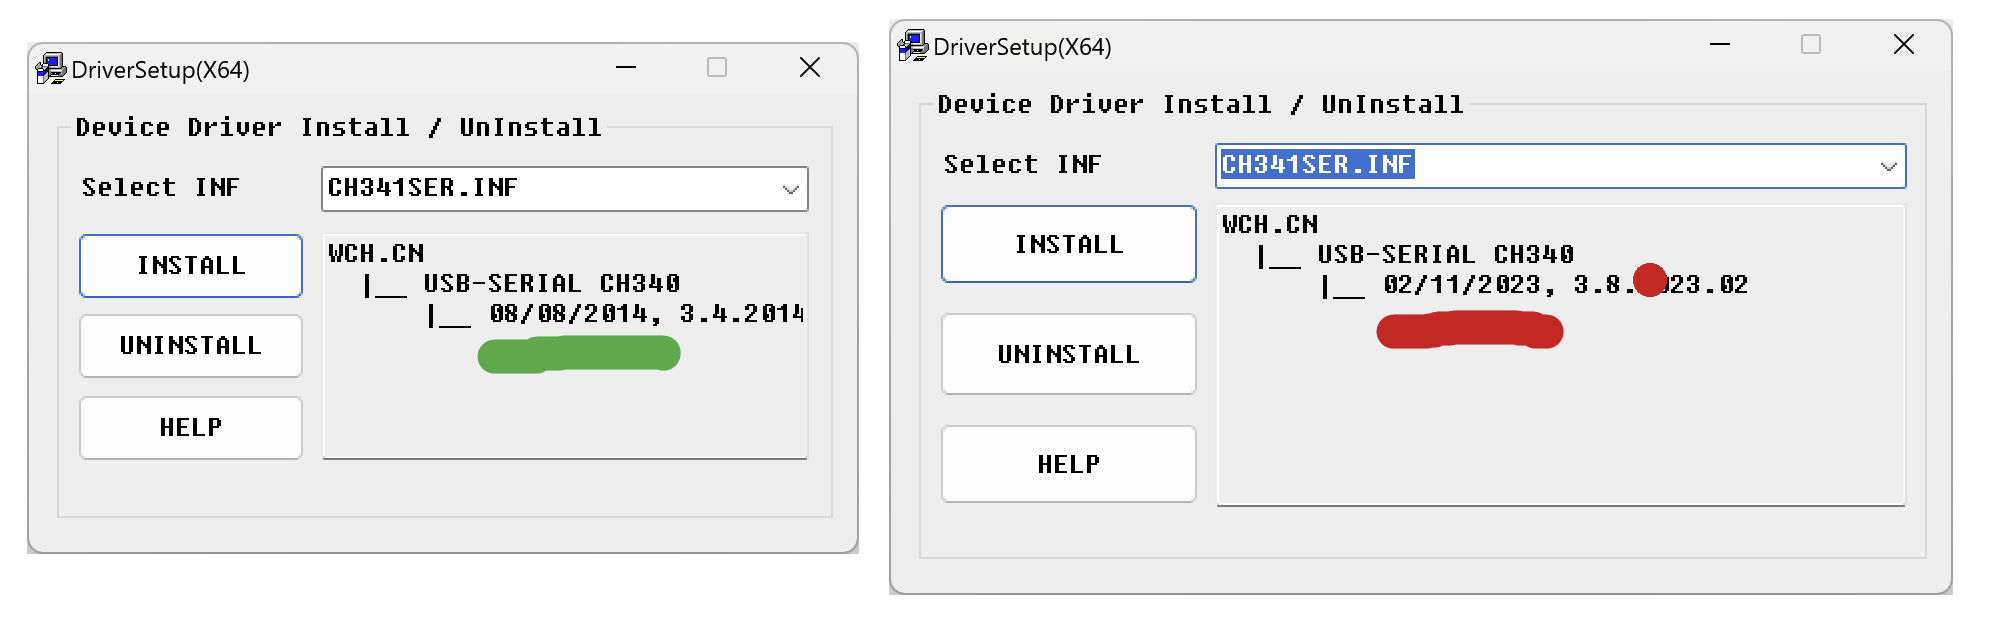 DriverSetup(X64)
Device Driver Install / UnInstall
Select INF
CH341SER.INF
INSTALL
UNINSTALL
HELP
WCH.CN
|__ USB-SERIAL CH340
|__ 08/08/2014, 3.4.2014
DriverSetup(X64)
Device Driver Install / UnInstall
Select INF
CH341SER.INF
INSTALL
UNINSTALL
HELP
WCH.CN
|__ USB-SERIAL CH340
|__ 02/11/2023, 3.8. 023.02